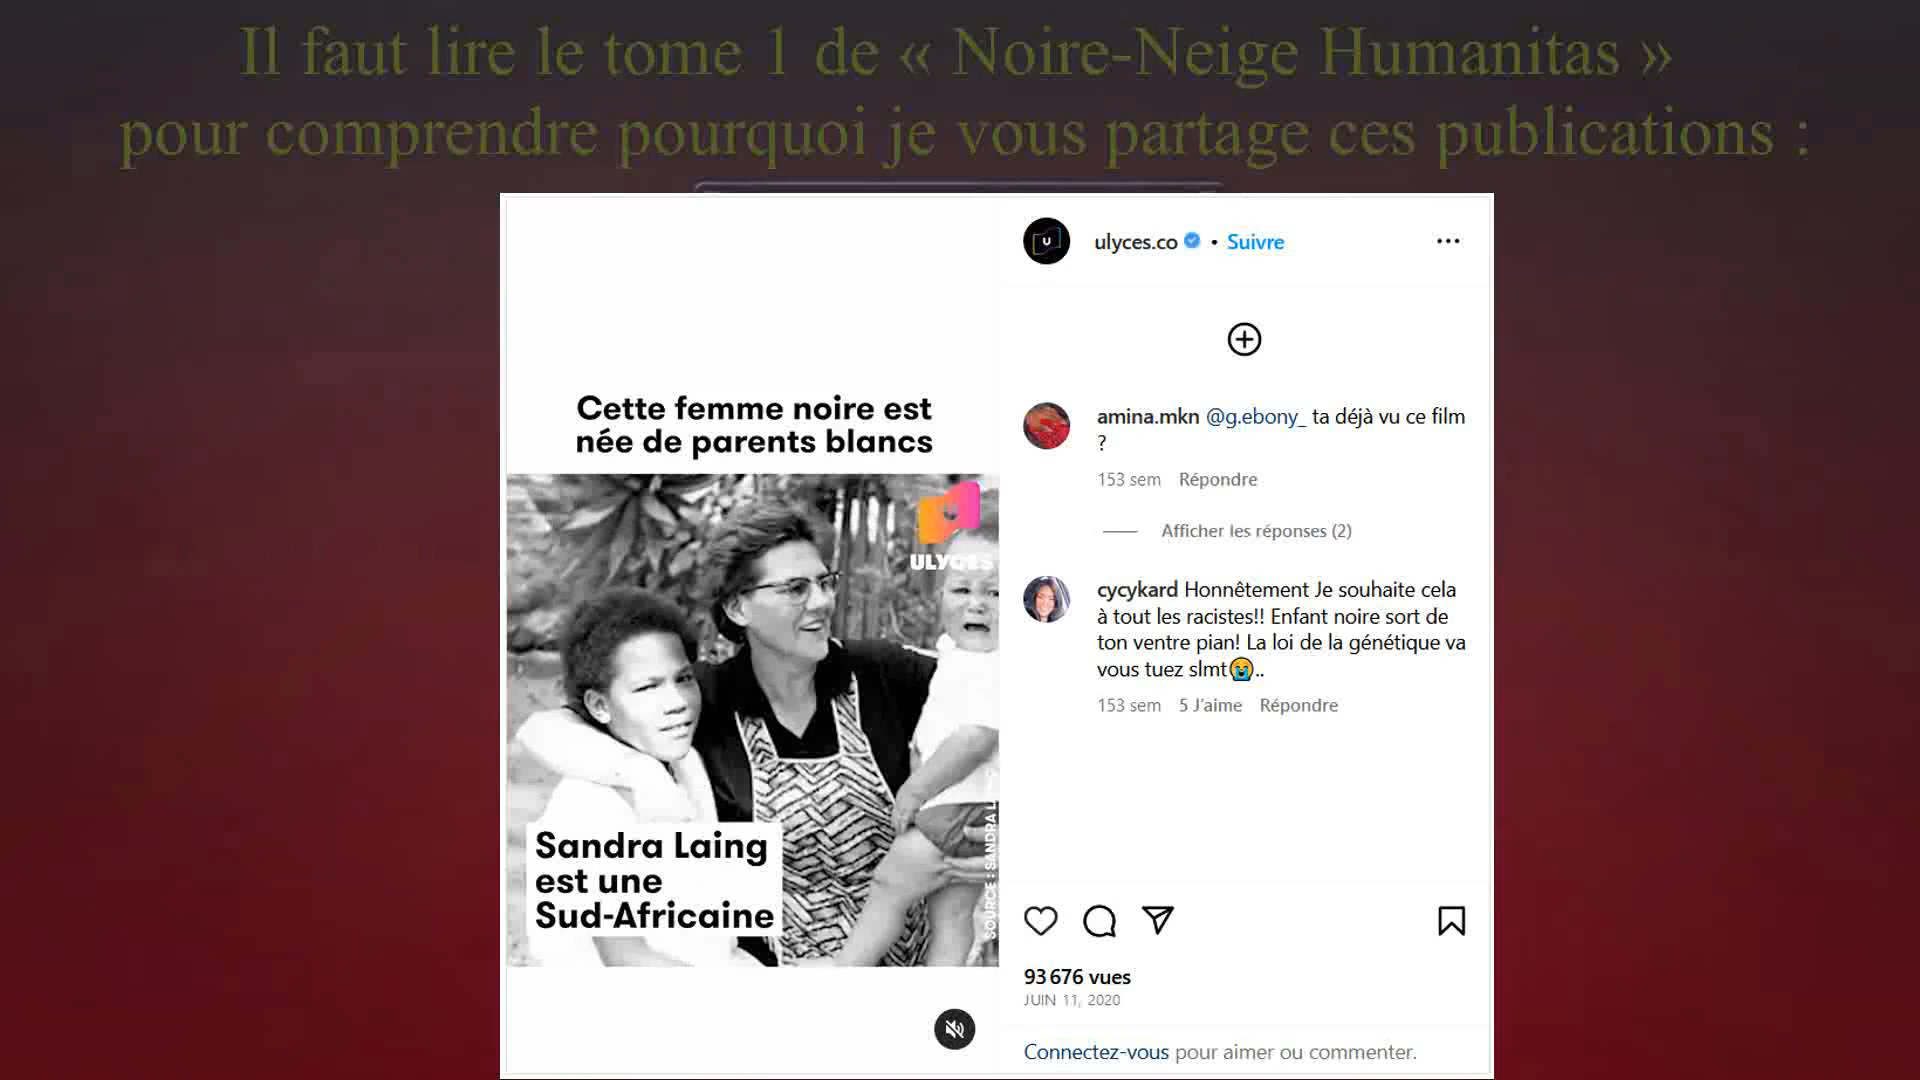 Il faut lire le tome 1 de « Noire-Neige Humanitas »
pour comprendre pourquoi je vous partage ces publications :
Cette femme noire est
née de parents blancs
ULYCES
Sandra Laing
est une
Sud-Africaine
SOURCE : SANDRA L
U
ulyces.co • Suivre
amina.mkn @g.ebony_ ta déjà vu ce film
?
153 sem Répondre
Afficher les réponses (2)
cycykard Honnêtement Je souhaite cela
à tout les racistes!! Enfant noire sort de
ton ventre pian! La loi de la génétique va
vous tuez slmt😭..
153 sem 5 J’aime Répondre
93 676 vues
JUIN 11, 2020
Connectez-vous pour aimer ou commenter.